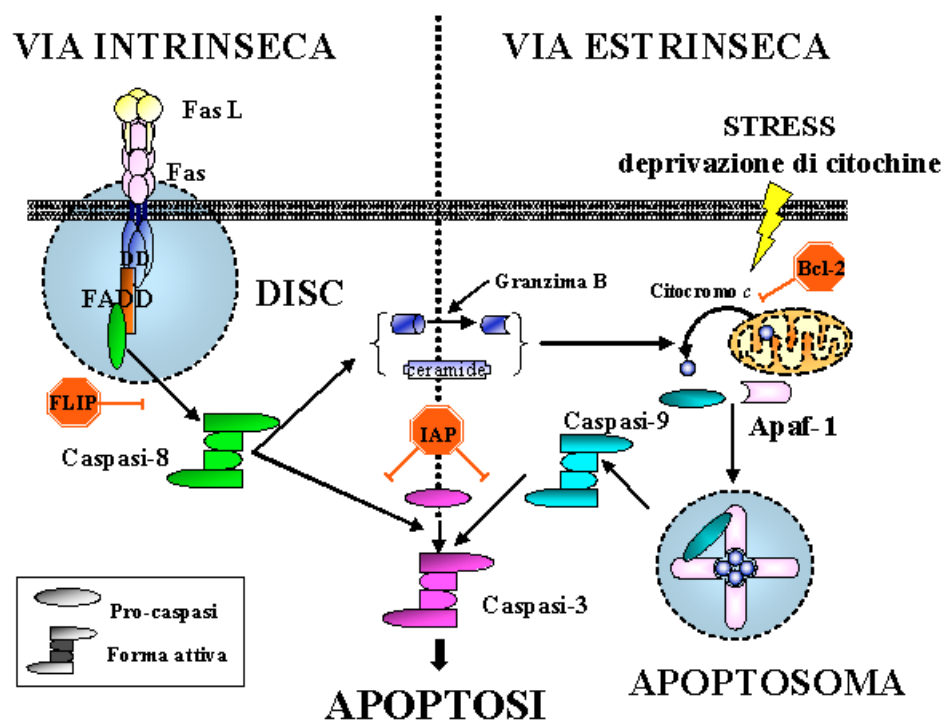 VIA INTRINSECA
VIA ESTRINSECA
Fas L
Fas
STRESS
deprivazione di citochine
DD
FADD
DISC
Granzima B
Bcl-2
Citocromo c
ceramide
FLIP
Caspasi-8
IAP
Caspasi-9
Apaf-1
Caspasi-3
Pro-caspasi
Forma attiva
APOPTOSI
APOPTOSOMA